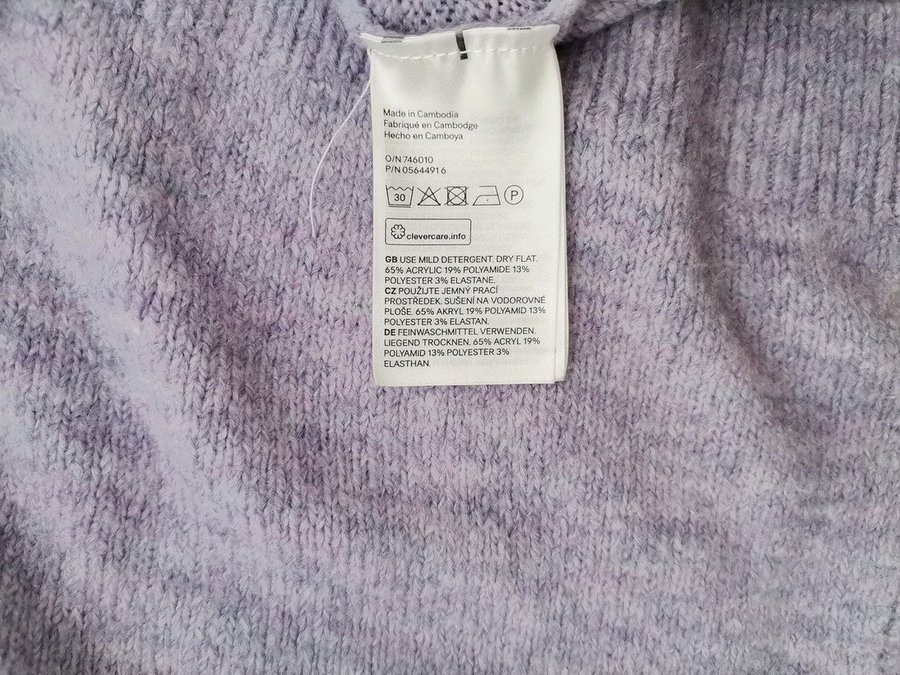 Made in Cambodia
Fabriqué en Cambodge
Hecho en Camboya
O/N 746010
P/N 0564491 6
30 P
clevercare.info
GB USE MILD DETERGENT. DRY FLAT.
65% ACRYLIC 19% POLYAMIDE 13%
POLYESTER 3% ELASTANE.
CZ POUŽIJTE JEMNÝ PRACÍ
PROSTŘEDEK. SUŠENÍ NA VODOROVNÉ
PLOŠE. 65% AKRYL 19% POLYAMID 13%
POLYESTER 3% ELASTAN.
DE FEINWASCHMITTEL VERWENDEN.
LIEGEND TROCKNEN. 65% ACRYL 19%
POLYAMID 13% POLYESTER 3%
ELASTHAN.